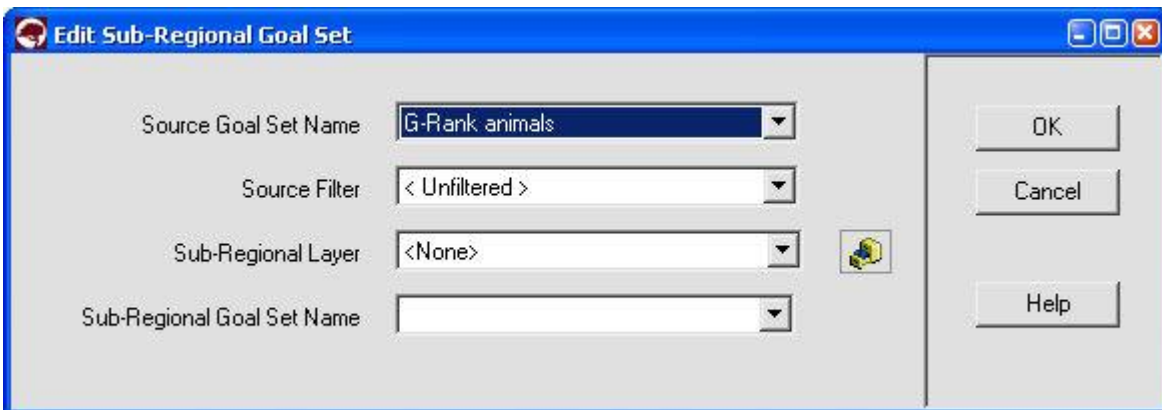 Edit Sub-Regional Goal Set
Source Goal Set Name G-Rank animals
OK
Source Filter < Unfiltered >
Cancel
Sub-Regional Layer <None>
Sub-Regional Goal Set Name
Help